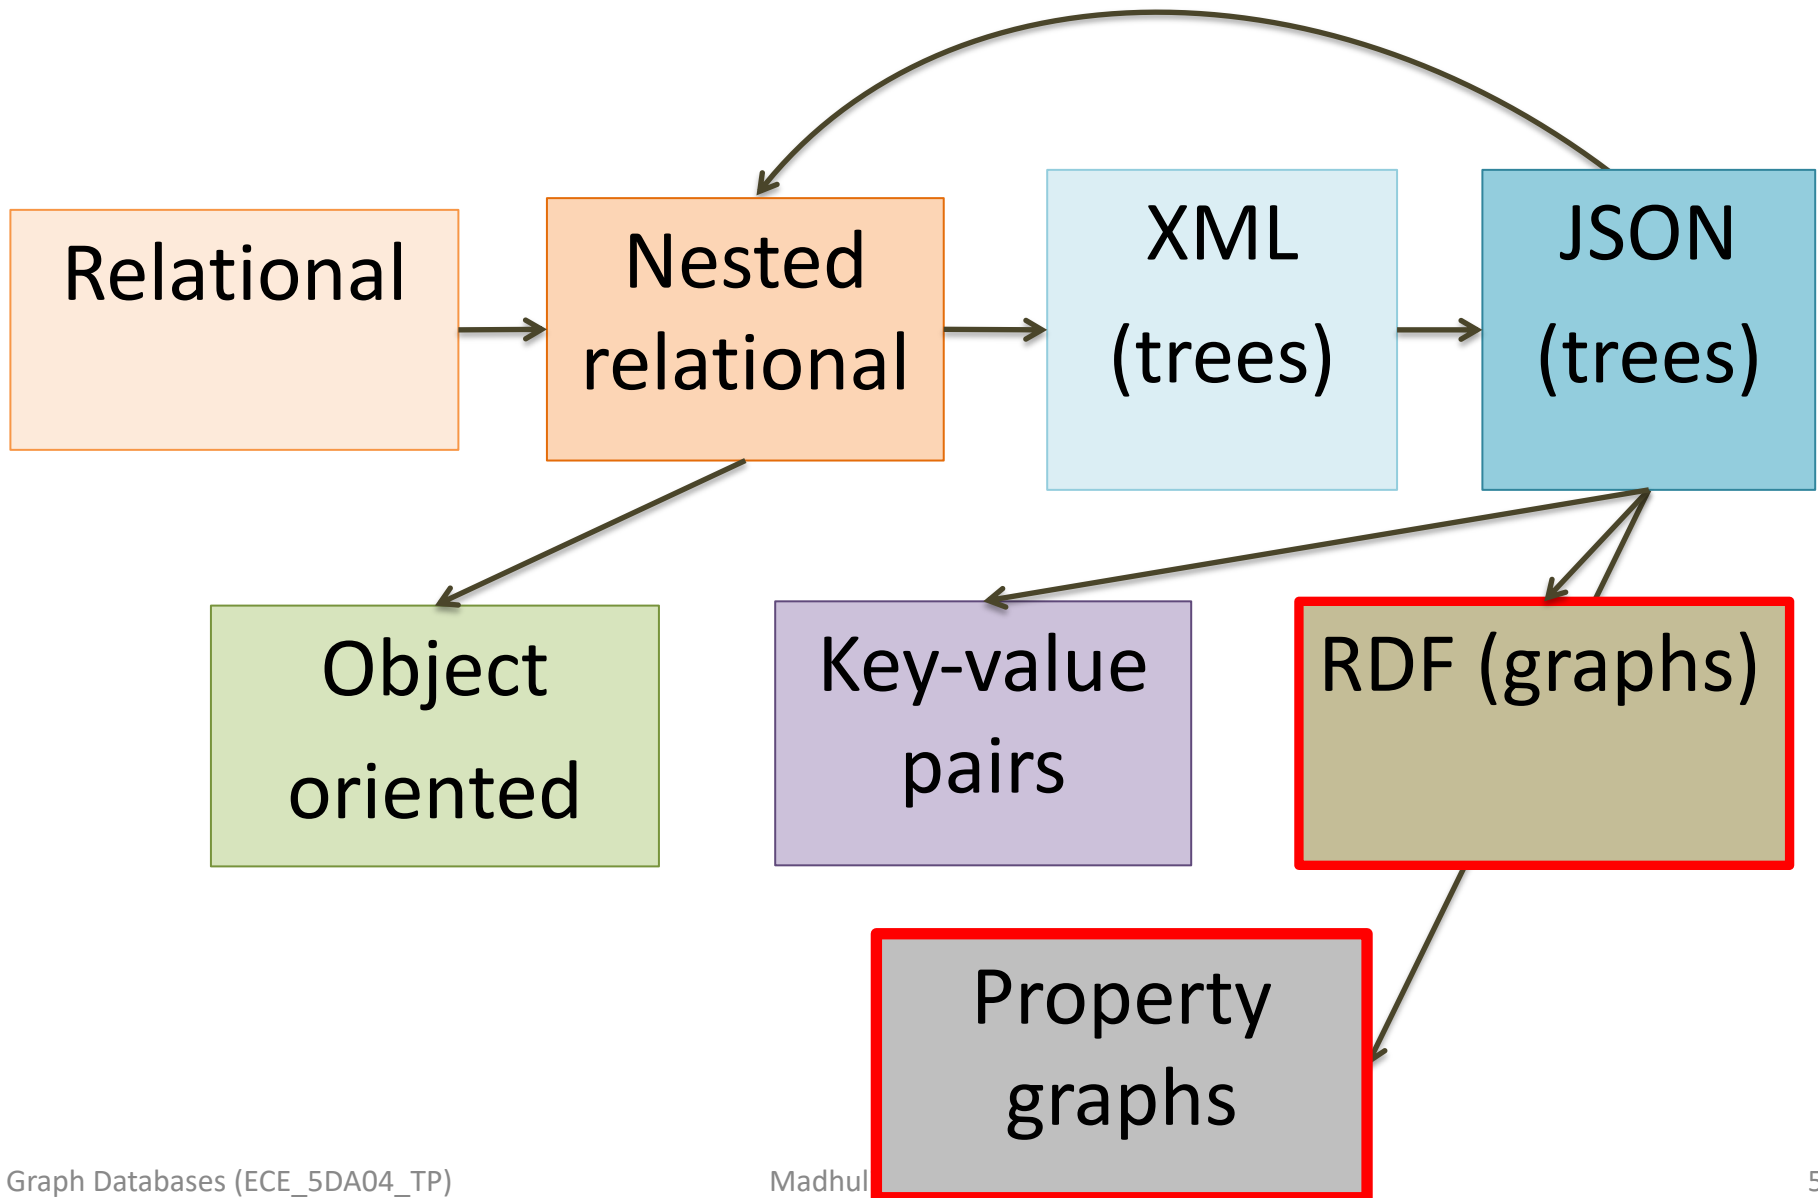 Relational
Nested
relational
XML
(trees)
JSON
(trees)
Object
oriented
Key-value
pairs
RDF (graphs)
Property
graphs
Graph Databases (ECE_5DA04_TP)
5